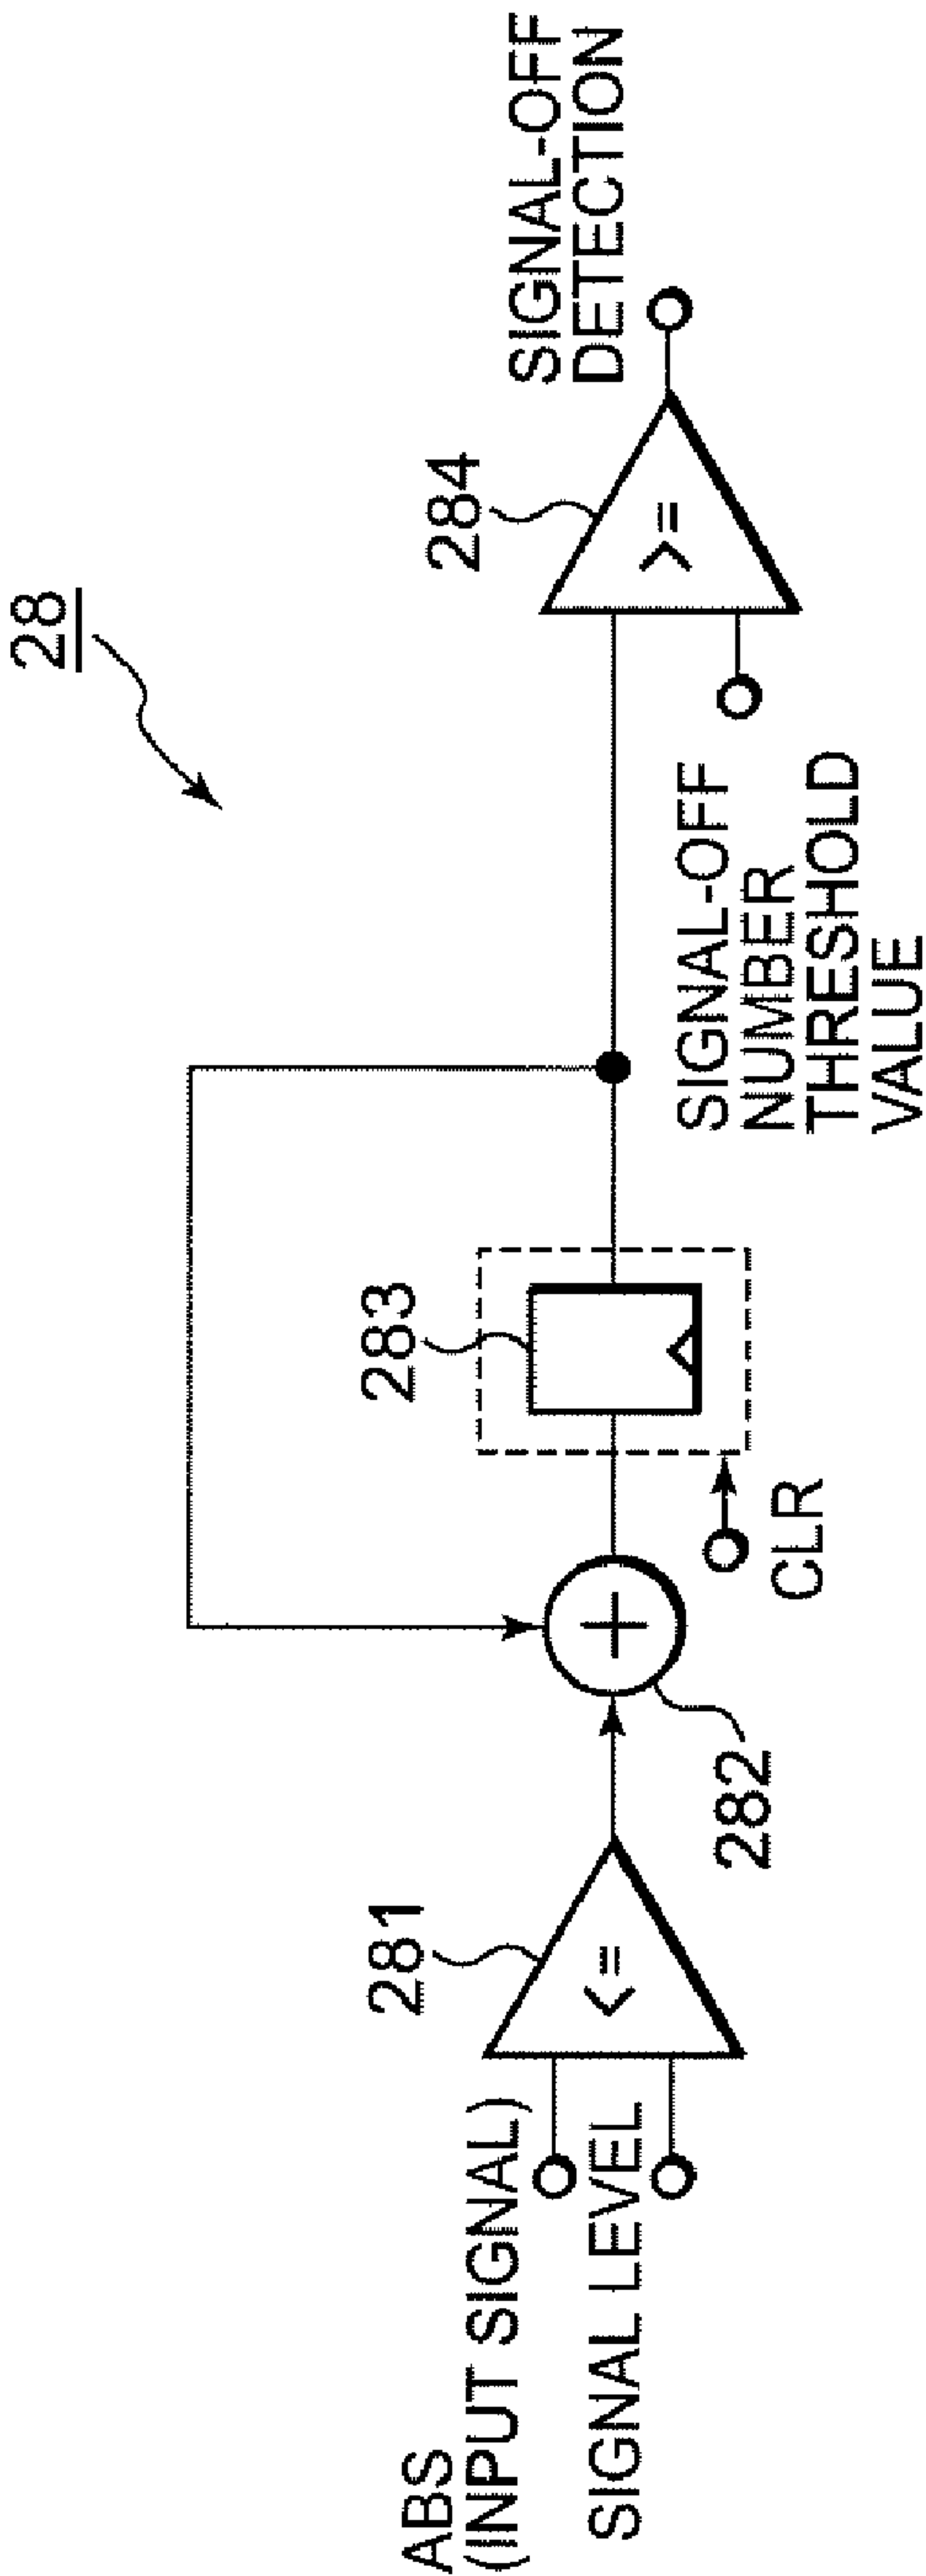 28
ABS
(INPUT SIGNAL)
SIGNAL LEVEL
281
<=
282
+
283
CLR
SIGNAL-OFF
NUMBER
THRESHOLD
VALUE
284
>=
SIGNAL-OFF
DETECTION